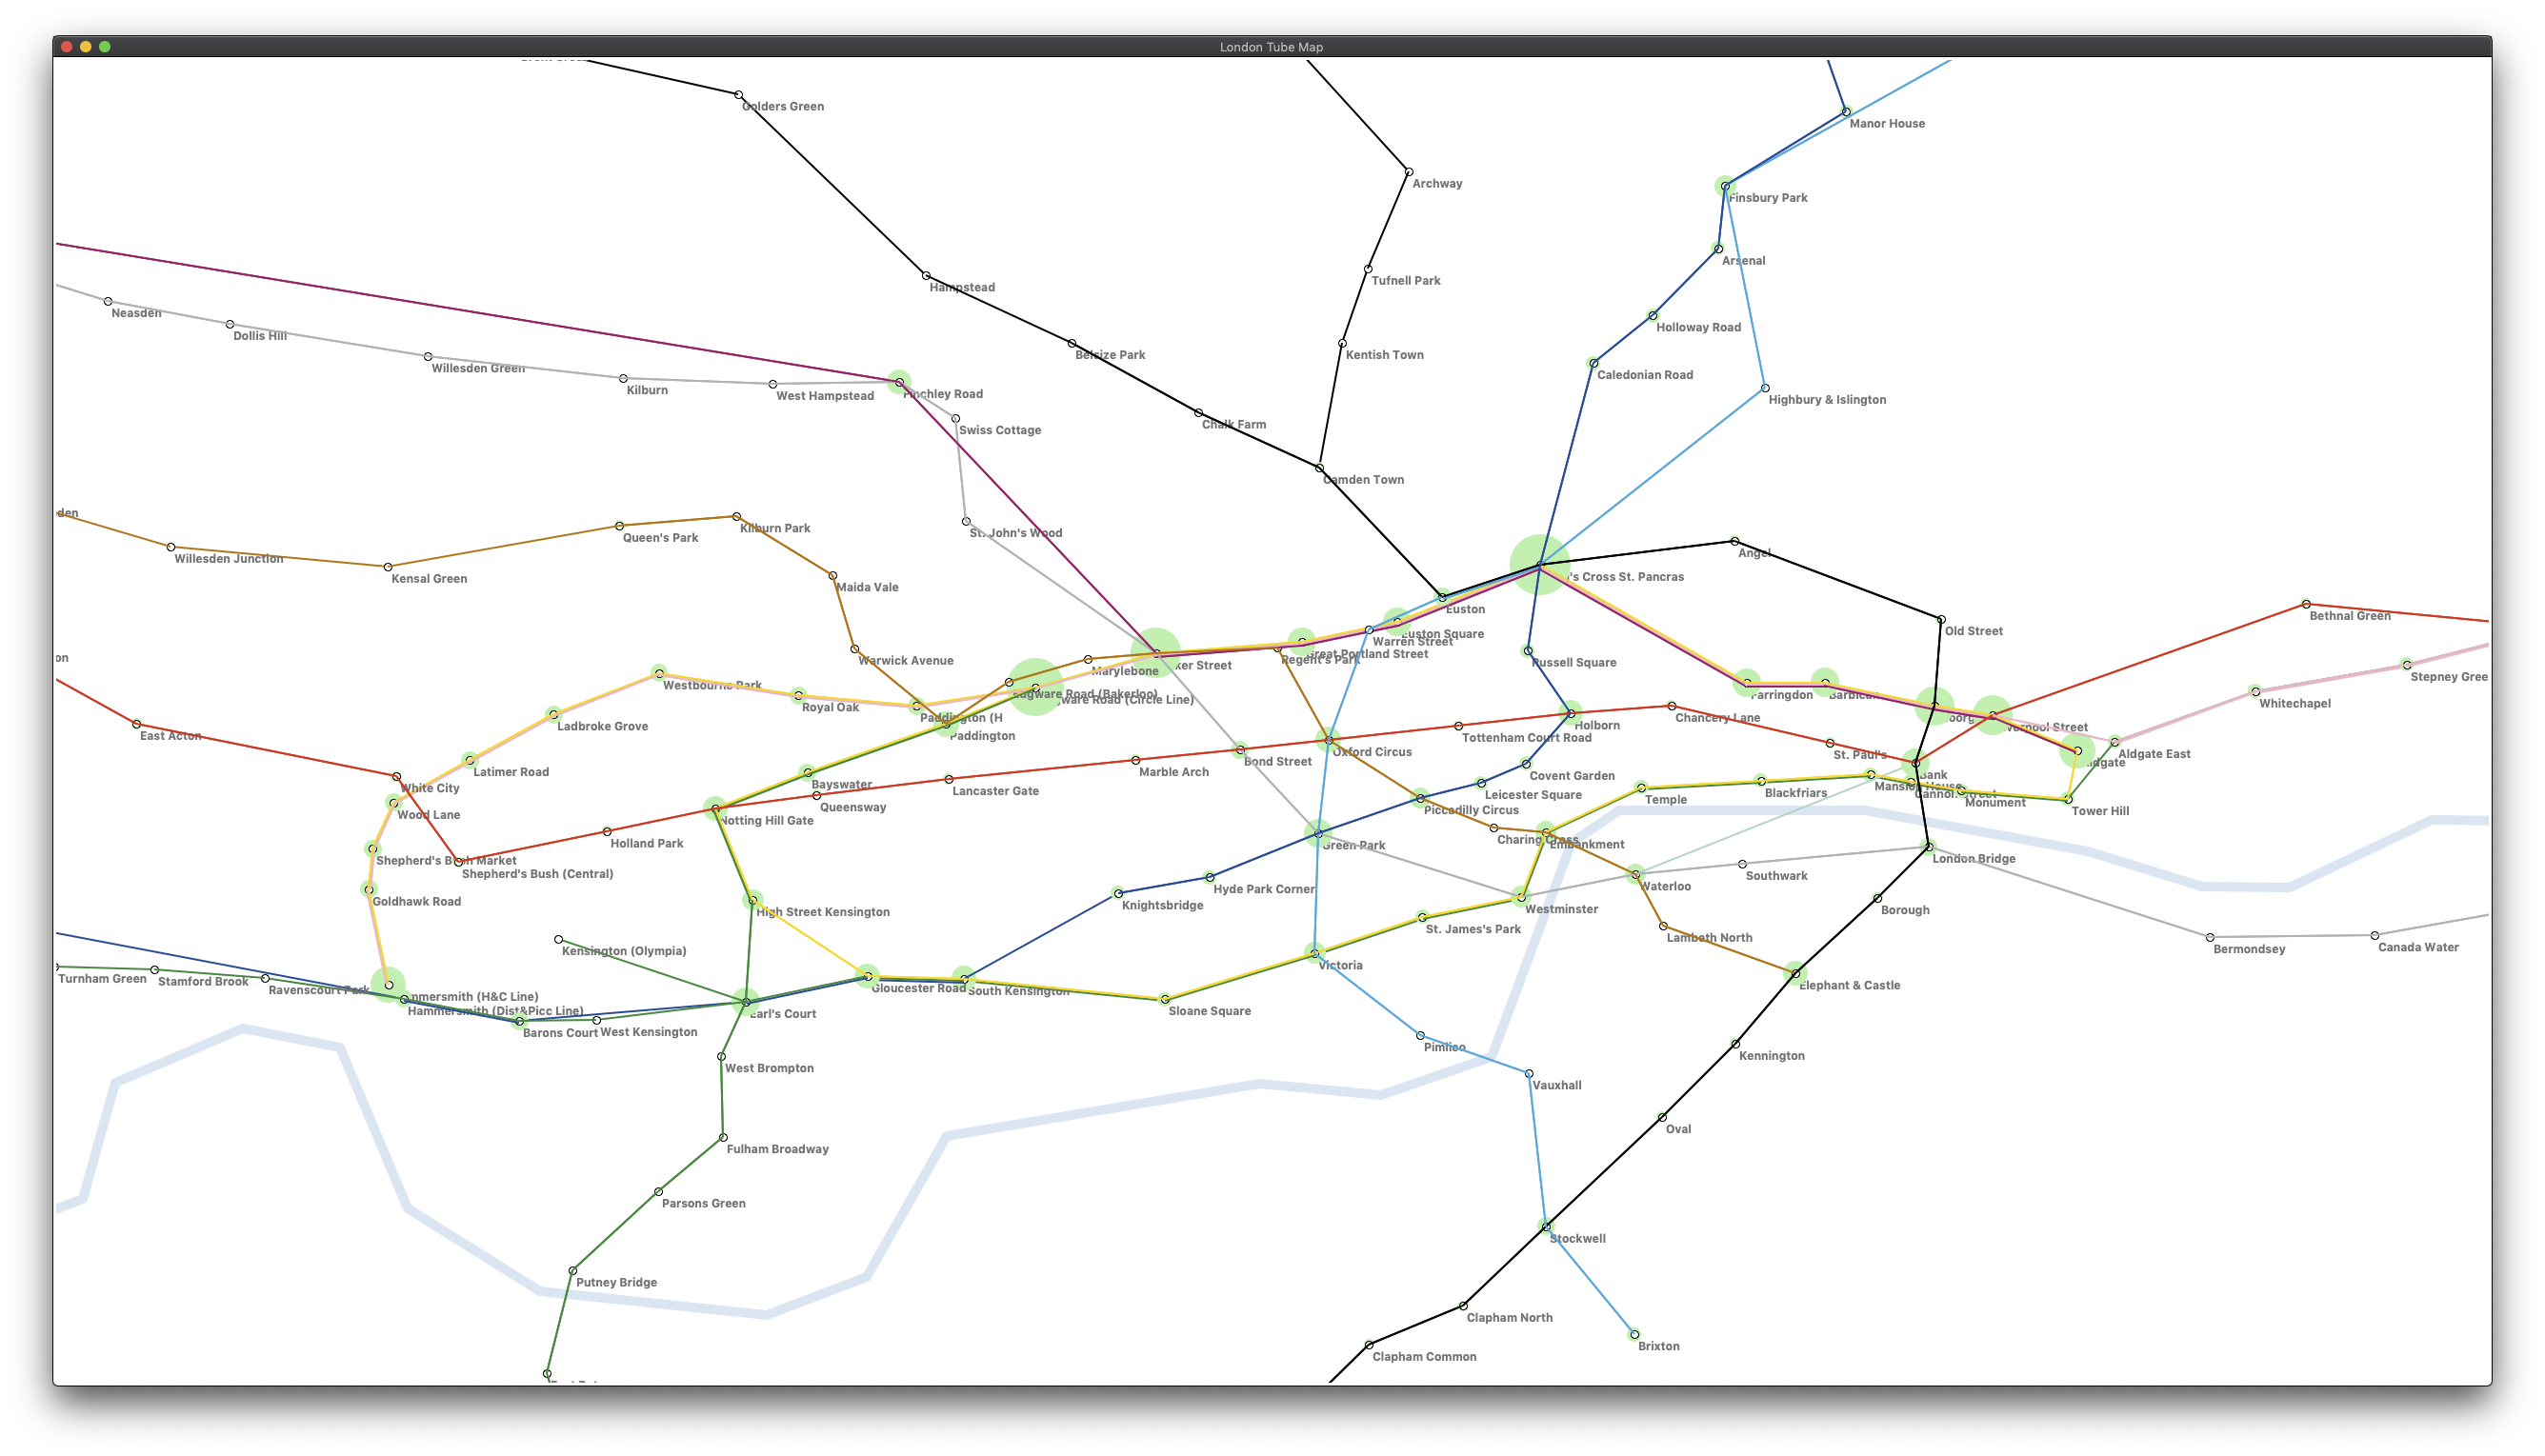 London Tube Map
Golders Green
Manor House
Archway
Finsbury Park
Arsenal
Tufnell Park
Hampstead
Neasden
Holloway Road
Dollis Hill
Belsize Park
Kentish Town
Willesden Green
Caledonian Road
Kilburn
West Hampstead
Finchley Road
Highbury & Islington
Chalk Farm
Swiss Cottage
Camden Town
den
Kilburn Park
St. John's Wood
Queen's Park
Angel
Willesden Junction
Kensal Green
's Cross St. Pancras
Maida Vale
Euston
Bethnal Green
Old Street
Euston Square
Warren Street
Great Portland Street
on
Regent's Park
Warwick Avenue
Russell Square
ker Street
Marylebone
Stepney Gree
Westbourne Park
Edgware Road (Bakerloo)
ware Road (Circle Line)
Farringdon
Barbican
Whitechapel
Royal Oak
Paddington (H
Chancery Lane
Ladbroke Grove
Holborn
erpool Street
East Acton
Paddington
Tottenham Court Road
Oxford Circus
St. Paul's
Aldgate East
Bond Street
ldgate
Latimer Road
Marble Arch
Covent Garden
Bank
Bayswater
White City
Lancaster Gate
Leicester Square
Blackfriars
Mansion House
Cannon Street
Temple
Monument
Queensway
Piccadilly Circus
Tower Hill
Wood Lane
Notting Hill Gate
Charing Cross
Embankment
Holland Park
Green Park
London Bridge
Shepherd's Bush Market
Shepherd's Bush (Central)
Southwark
Waterloo
Hyde Park Corner
Goldhawk Road
Knightsbridge
High Street Kensington
Westminster
Borough
St. James's Park
Lambeth North
Bermondsey
Canada Water
Kensington (Olympia)
Victoria
Turnham Green
Stamford Brook
Ravenscourt Park
Gloucester Road
South Kensington
Elephant & Castle
mmersmith (H&C Line)
Hammersmith (Dist&Picc Line)
Sloane Square
Earl's Court
Barons Court
West Kensington
Pimlico
Kennington
West Brompton
Vauxhall
Oval
Fulham Broadway
Parsons Green
Stockwell
Putney Bridge
Clapham North
Brixton
Clapham Common